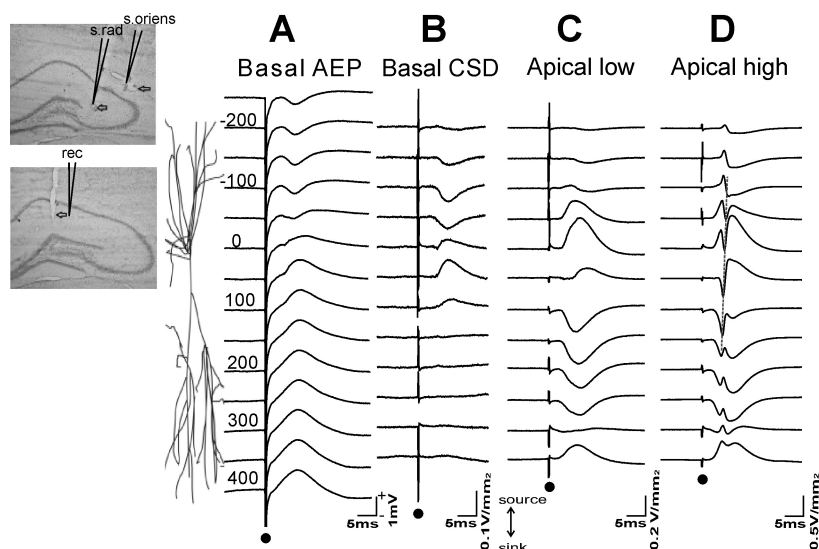 s.oriens
s.rad
rec
A B C D
Basal AEP Basal CSD Apical low Apical high
-200
-100
0
100
200
300
400
+
-
1mV
5ms
5ms
0.1V/mm²
source
sink
5ms
0.2 V/mm²
5ms
0.5V/mm²